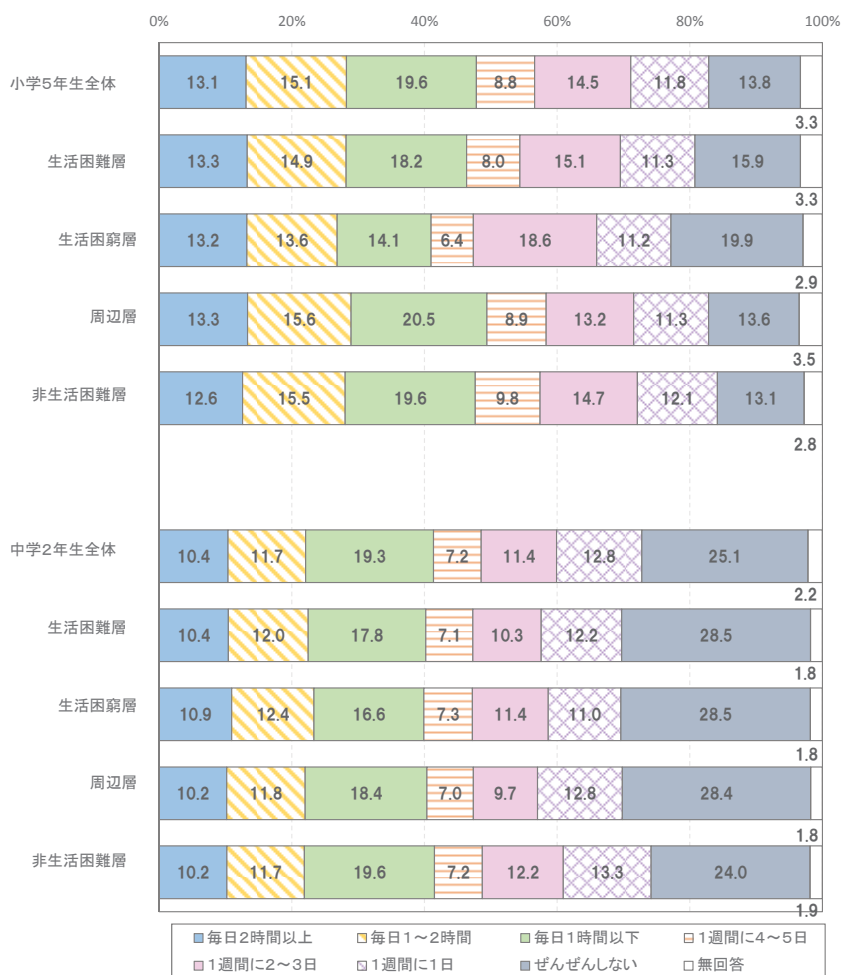 0% 20% 40% 60% 80% 100%
小学5年生全体 13.1 15.1 19.6 8.8 14.5 11.8 13.8
3.3
生活困難層 13.3 14.9 18.2 8.0 15.1 11.3 15.9
3.3
生活困窮層 13.2 13.6 14.1 6.4 18.6 11.2 19.9
2.9
周辺層 13.3 15.6 20.5 8.9 13.2 11.3 13.6
3.5
非生活困難層 12.6 15.5 19.6 9.8 14.7 12.1 13.1
2.8
中学2年生全体 10.4 11.7 19.3 7.2 11.4 12.8 25.1
2.2
生活困難層 10.4 12.0 17.8 7.1 10.3 12.2 28.5
1.8
生活困窮層 10.9 12.4 16.6 7.3 11.4 11.0 28.5
1.8
周辺層 10.2 11.8 18.4 7.0 9.7 12.8 28.4
1.8
非生活困難層 10.2 11.7 19.6 7.2 12.2 13.3 24.0
1.9
毎日2時間以上 毎日1~2時間 毎日1時間以下 1週間に4~5日
1週間に2~3日 1週間に1日 ぜんぜんしない 無回答